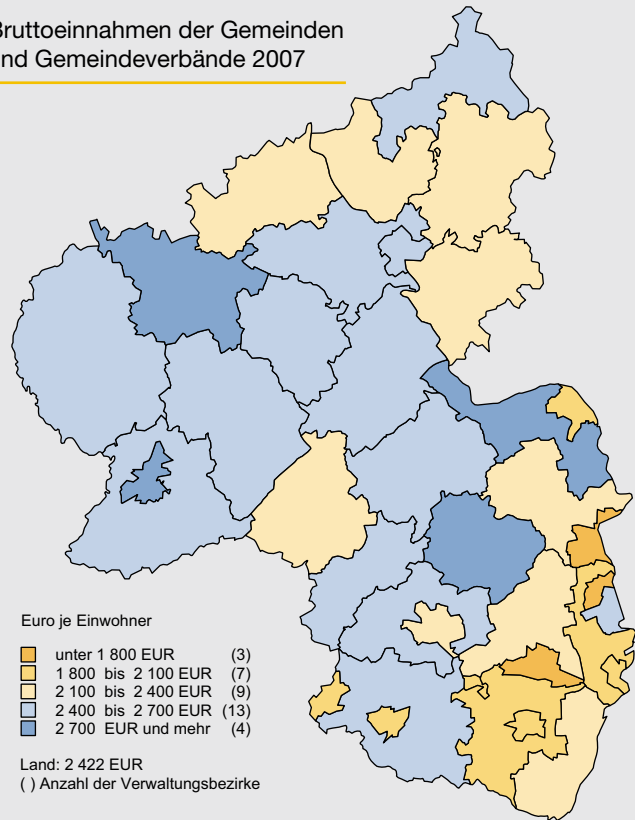 Bruttoeinnahmen der Gemeinden
und Gemeindeverbände 2007
Euro je Einwohner
unter 1 800 EUR (3)
1 800 bis 2 100 EUR (7)
2 100 bis 2 400 EUR (9)
2 400 bis 2 700 EUR (13)
2 700 EUR und mehr (4)
Land: 2 422 EUR
( ) Anzahl der Verwaltungsbezirke